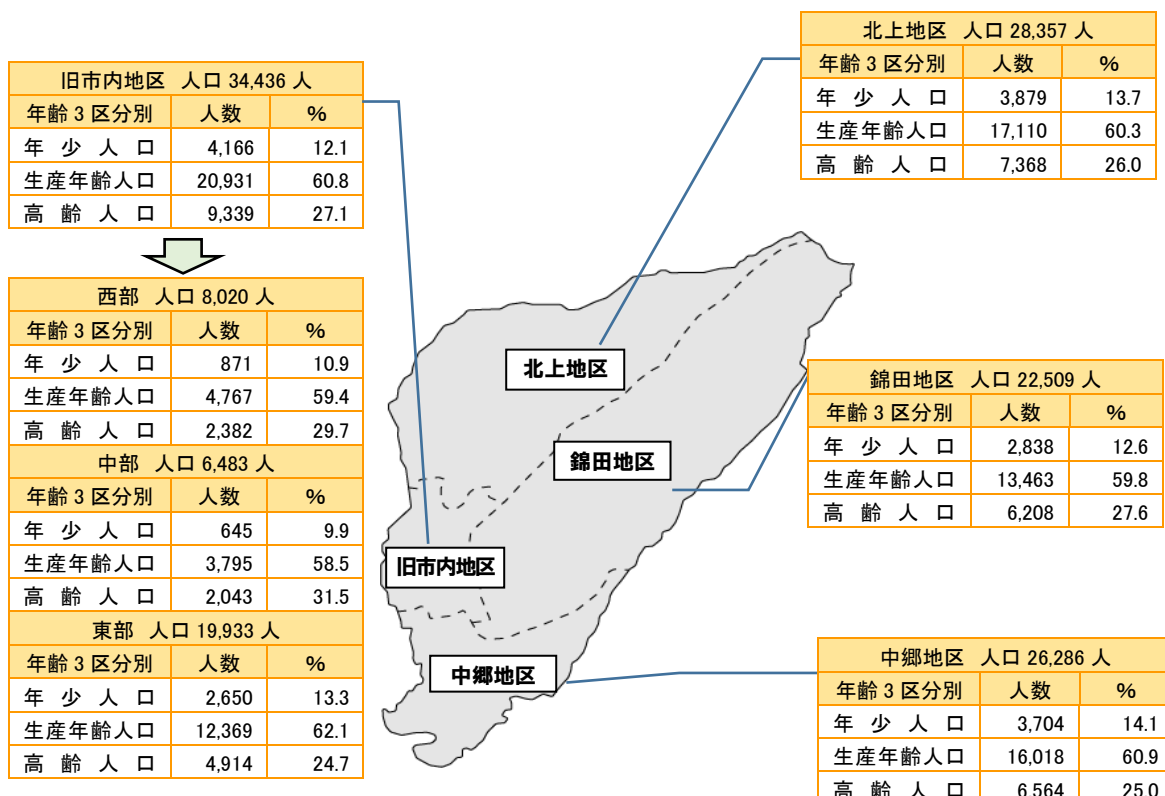 旧市内地区 人口 34,436 人
年齢 3 区分別 人数 %
年少人口 4,166 12.1
生産年齢人口 20,931 60.8
高齢人口 9,339 27.1
西部 人口 8,020 人
年齢 3 区分別 人数 %
年少人口 871 10.9
生産年齢人口 4,767 59.4
高齢人口 2,382 29.7
中部 人口 6,483 人
年齢 3 区分別 人数 %
年少人口 645 9.9
生産年齢人口 3,795 58.5
高齢人口 2,043 31.5
東部 人口 19,933 人
年齢 3 区分別 人数 %
年少人口 2,650 13.3
生産年齢人口 12,369 62.1
高齢人口 4,914 24.7
北上地区
錦田地区
旧市内地区
中郷地区
北上地区 人口 28,357 人
年齢 3 区分別 人数 %
年少人口 3,879 13.7
生産年齢人口 17,110 60.3
高齢人口 7,368 26.0
錦田地区 人口 22,509 人
年齢 3 区分別 人数 %
年少人口 2,838 12.6
生産年齢人口 13,463 59.8
高齢人口 6,208 27.6
中郷地区 人口 26,286 人
年齢 3 区分別 人数 %
年少人口 3,704 14.1
生産年齢人口 16,018 60.9
高齢人口 6,564 25.0